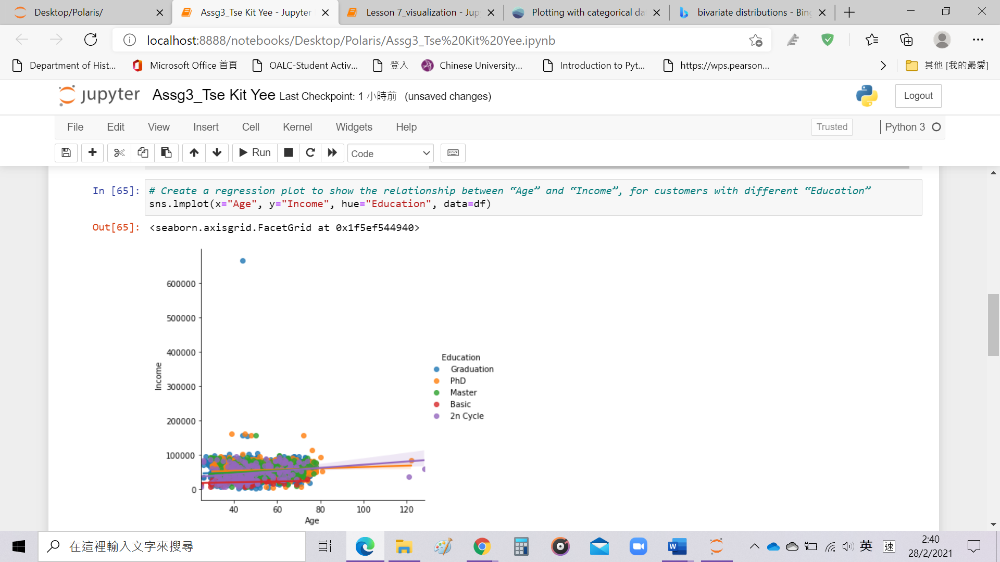 Desktop/Polaris/
Assg3_Tse Kit Yee - Jupyter
Lesson 7_visualization - Jup
Plotting with categorical da
bivariate distributions - Bing
localhost:8888/notebooks/Desktop/Polaris/Assg3_Tse%20Kit%20Yee.ipynb
Department of Hist...
Microsoft Office 首頁
OALC-Student Activ...
登入
Chinese University...
Introduction to Pyt...
https://wps.pearson...
其他 [我的最愛]
jupyter
Assg3_Tse Kit Yee Last Checkpoint: 1 小時前 (unsaved changes)
Logout
File Edit View Insert Cell Kernel Widgets Help
Trusted
Python 3
Run
Code
In [65]:
# Create a regression plot to show the relationship between “Age” and “Income”, for customers with different “Education”
sns.lmplot(x="Age", y="Income", hue="Education", data=df)
Out[65]:
<seaborn.axisgrid.FacetGrid at 0x1f5ef544940>
600000
500000
400000
300000
200000
100000
0
Income
40 60 80 100 120
Age
Education
Graduation
PhD
Master
Basic
2n Cycle
在這裡輸入文字來搜尋
英
速
2:40
28/2/2021